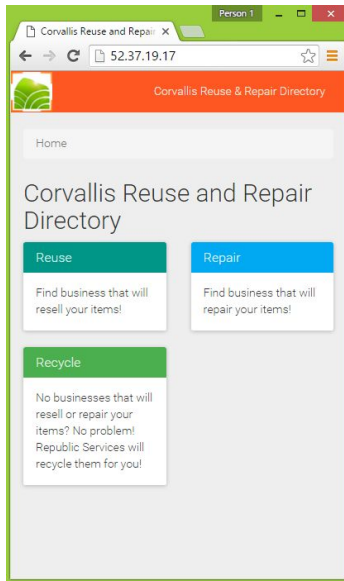 Person 1
Corvallis Reuse and Repair
52.37.19.17
Corvallis Reuse & Repair Directory
Home
Corvallis Reuse and Repair
Directory
Reuse
Find business that will
resell your items!
Repair
Find business that will
repair your items!
Recycle
No businesses that will
resell or repair your
items? No problem!
Republic Services will
recycle them for you!